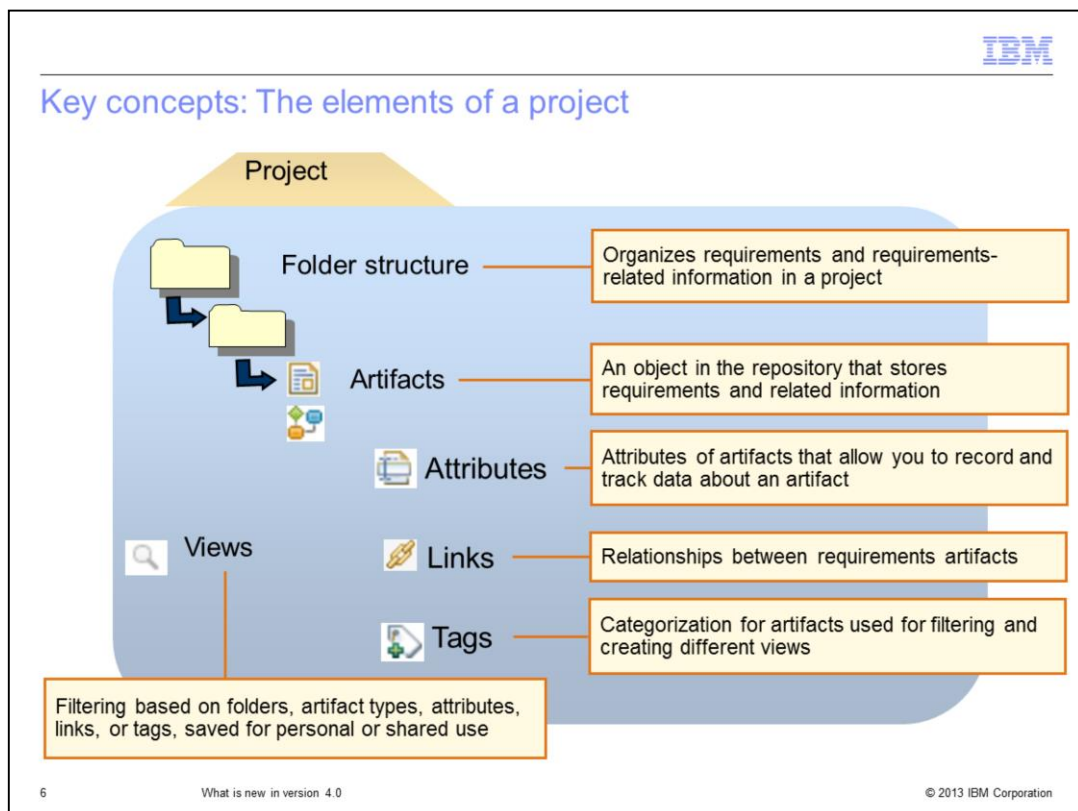 IBM
Key concepts: The elements of a project
Project
Folder structure
Organizes requirements and requirements-
related information in a project
Artifacts
An object in the repository that stores
requirements and related information
Attributes
Attributes of artifacts that allow you to record and
track data about an artifact
Views
Links
Relationships between requirements artifacts
Tags
Categorization for artifacts used for filtering and
creating different views
Filtering based on folders, artifact types, attributes,
links, or tags, saved for personal or shared use
6
What is new in version 4.0
© 2013 IBM Corporation